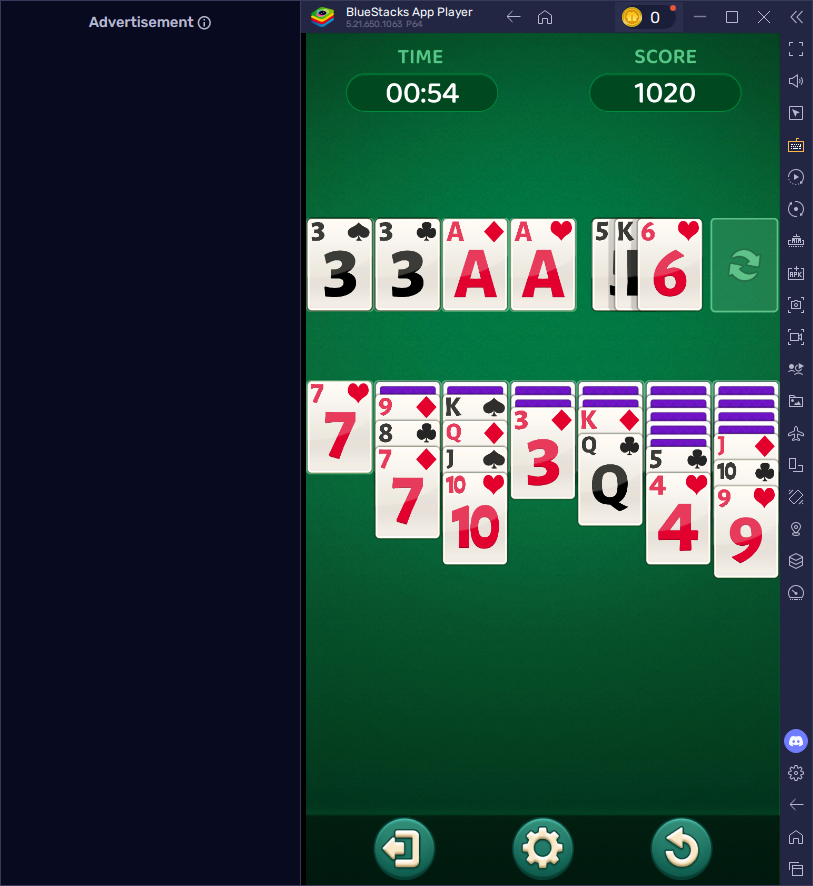 Advertisement
BlueStacks App Player
5.21.650.1063 P64
0
TIME
SCORE
00:54
1020
3 3 A A 5 K 6
3 3 A A 6
7 9 K 3 K 5 J
8 Q Q 4 10
7 J 9
10
7 7 10 3 Q 4 9
APK